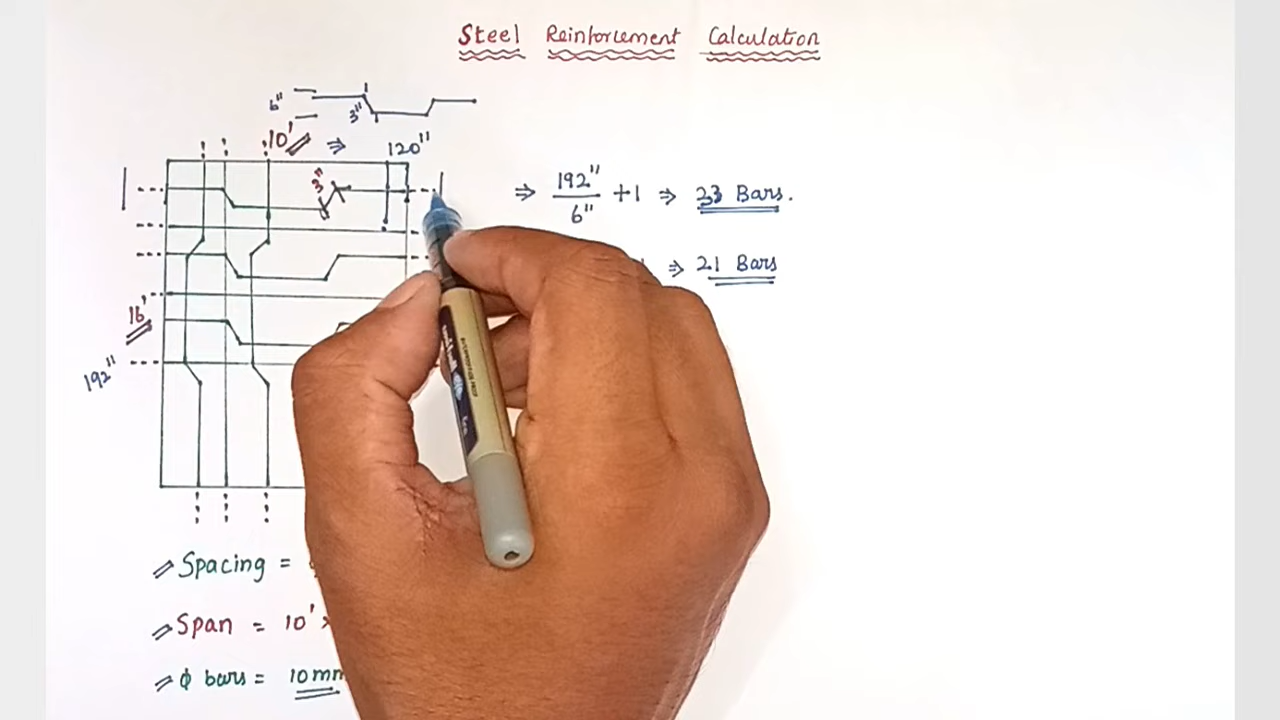 Steel Reinforcement Calculation
6" 3"
10' ⇒ 120"
3"
⇒ 192" / 6" +1 ⇒ 23 Bars.
⇒ 21 Bars
16'
192"
Spacing =
Span = 10' ×
ϕ bars = 10mm